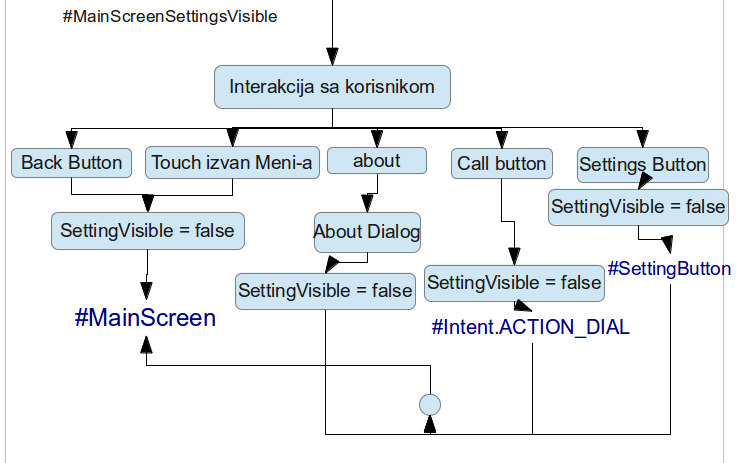 #MainScreenSettingsVisible
Interakcija sa korisnikom
Back Button
Touch izvan Meni-a
about
Call button
Settings Button
SettingVisible = false
About Dialog
SettingVisible = false
SettingVisible = false
SettingVisible = false
#SettingButton
#MainScreen
#Intent.ACTION_DIAL